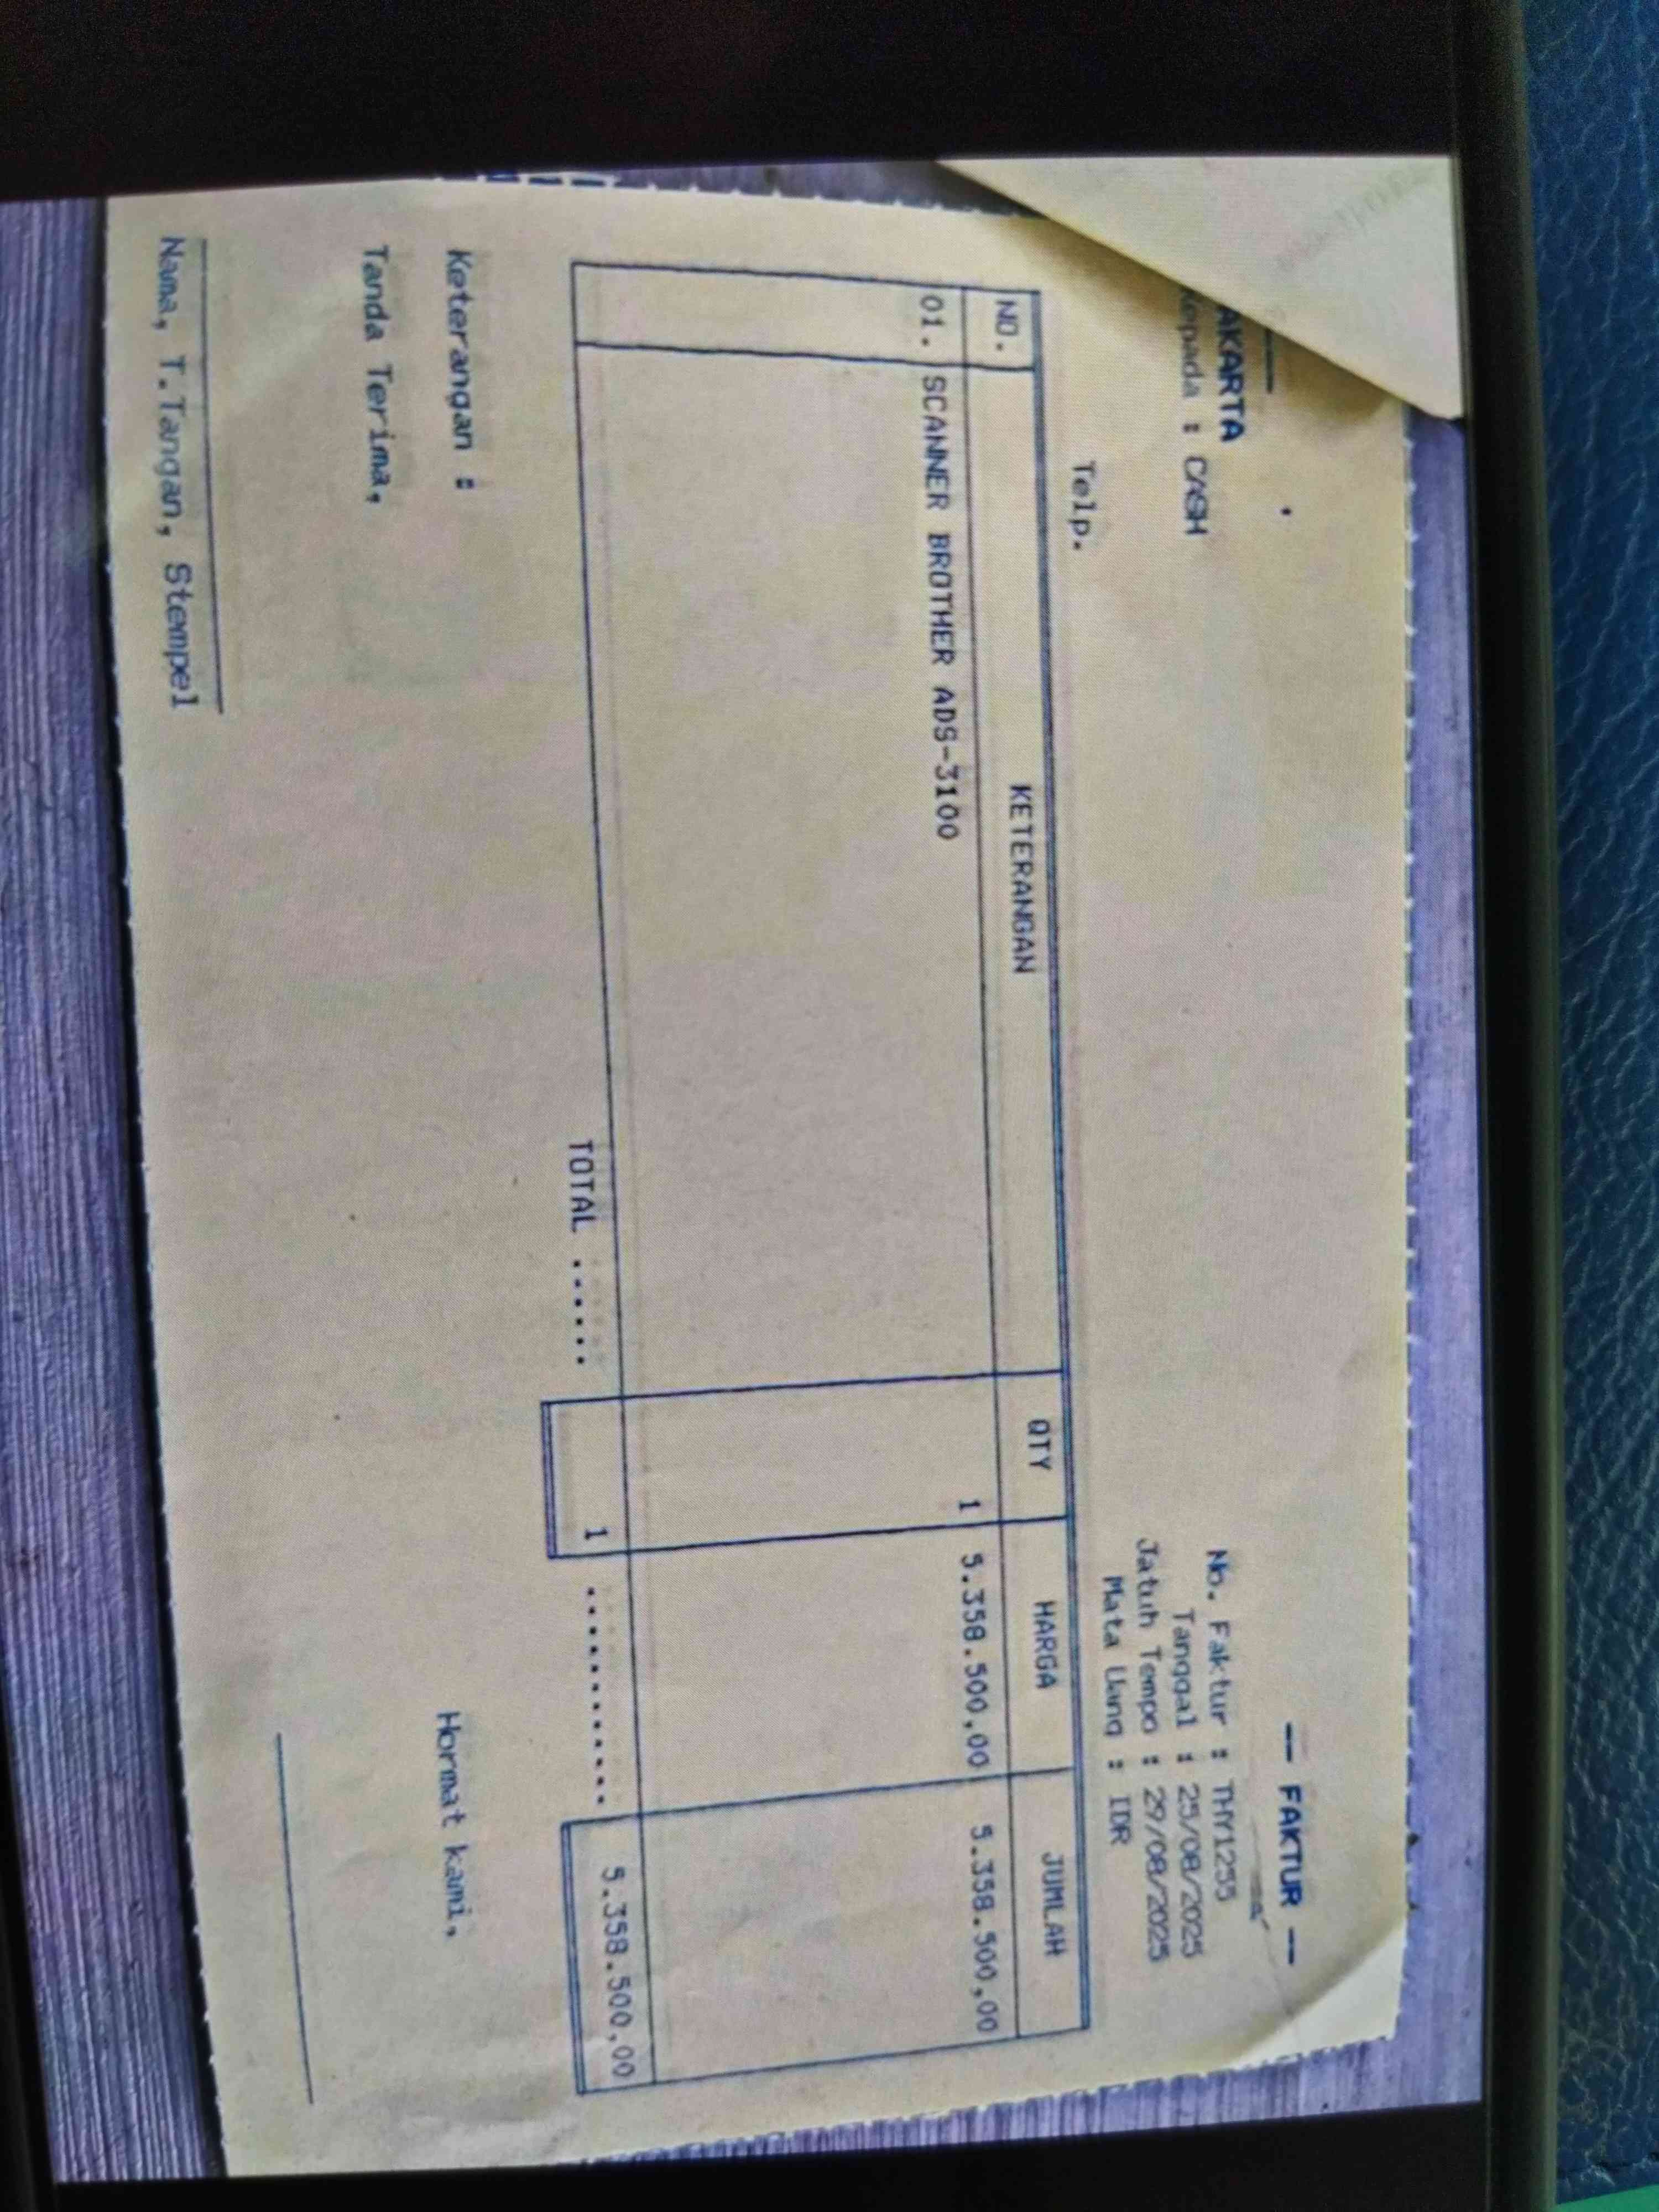 -- FAKTUR --
AKARTA
Kepada : CASH
No. Faktur : THY1255
Tanggal : 25/08/2025
Jatuh Tempo : 29/08/2025
Mata Uang : IDR
Telp.
NO. KETERANGAN QTY HARGA JUMLAH
01. SCANNER BROTHER ADS-3100 1 5.358.500,00 5.358.500,00
TOTAL ...... 1 ............ 5.358.500,00
Keterangan :
Tanda Terima,
Hormat kami,
Nama, T.Tangan, Stempel